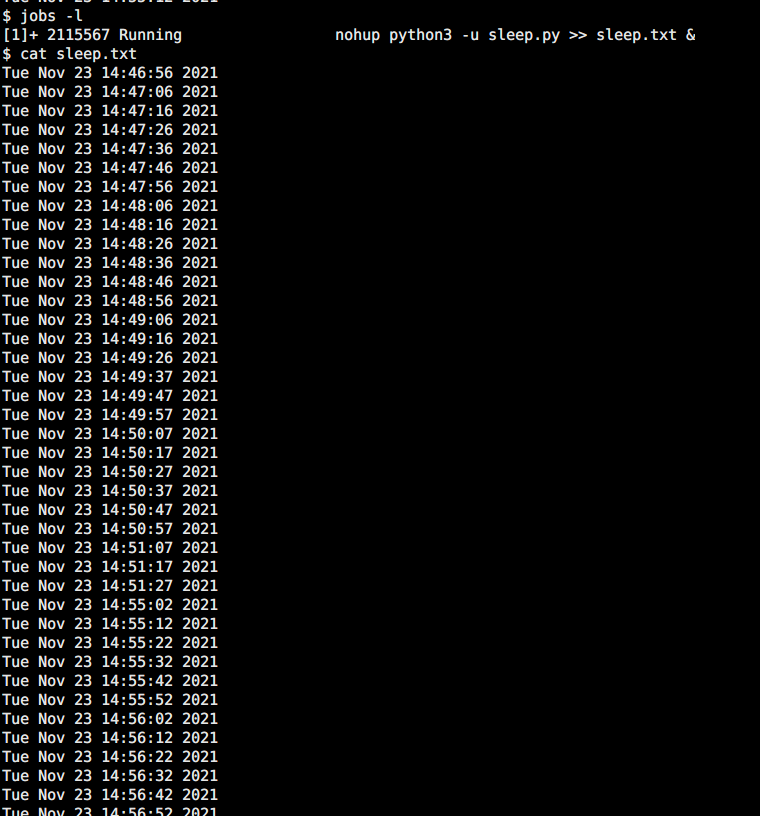 Tue Nov 23 14:55:12 2021
$ jobs -l
[1]+ 2115567 Running                 nohup python3 -u sleep.py >> sleep.txt &
$ cat sleep.txt
Tue Nov 23 14:46:56 2021
Tue Nov 23 14:47:06 2021
Tue Nov 23 14:47:16 2021
Tue Nov 23 14:47:26 2021
Tue Nov 23 14:47:36 2021
Tue Nov 23 14:47:46 2021
Tue Nov 23 14:47:56 2021
Tue Nov 23 14:48:06 2021
Tue Nov 23 14:48:16 2021
Tue Nov 23 14:48:26 2021
Tue Nov 23 14:48:36 2021
Tue Nov 23 14:48:46 2021
Tue Nov 23 14:48:56 2021
Tue Nov 23 14:49:06 2021
Tue Nov 23 14:49:16 2021
Tue Nov 23 14:49:26 2021
Tue Nov 23 14:49:37 2021
Tue Nov 23 14:49:47 2021
Tue Nov 23 14:49:57 2021
Tue Nov 23 14:50:07 2021
Tue Nov 23 14:50:17 2021
Tue Nov 23 14:50:27 2021
Tue Nov 23 14:50:37 2021
Tue Nov 23 14:50:47 2021
Tue Nov 23 14:50:57 2021
Tue Nov 23 14:51:07 2021
Tue Nov 23 14:51:17 2021
Tue Nov 23 14:51:27 2021
Tue Nov 23 14:55:02 2021
Tue Nov 23 14:55:12 2021
Tue Nov 23 14:55:22 2021
Tue Nov 23 14:55:32 2021
Tue Nov 23 14:55:42 2021
Tue Nov 23 14:55:52 2021
Tue Nov 23 14:56:02 2021
Tue Nov 23 14:56:12 2021
Tue Nov 23 14:56:22 2021
Tue Nov 23 14:56:32 2021
Tue Nov 23 14:56:42 2021
Tue Nov 23 14:56:52 2021